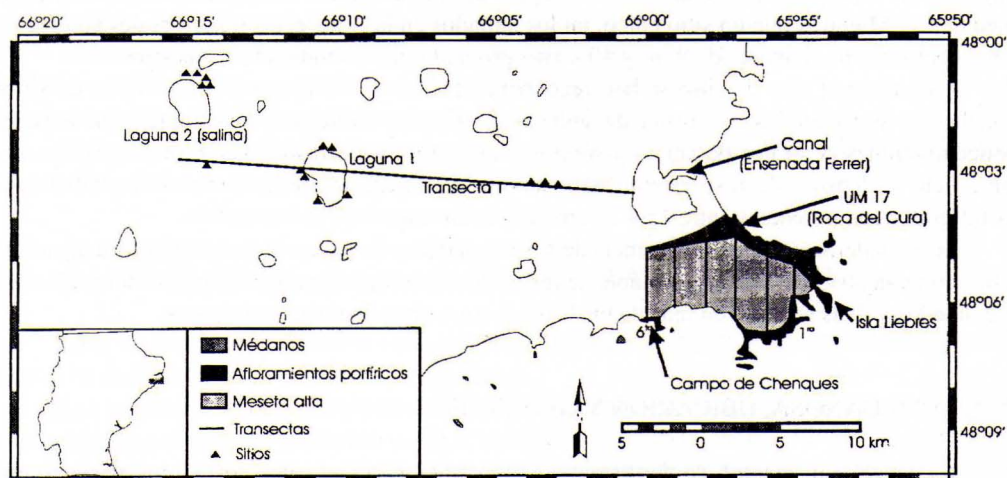 66°20' 66°15' 66°10' 66°05' 66°00' 65°55' 65°50'
48°00'
48°03'
48°06'
48°09'
Laguna 2 (salina)
Laguna 1
Transecta 1
Canal
(Ensenada Ferrer)
UM 17
(Roca del Cura)
Isla Liebres
6ta
1ra
Campo de Chenques
Médanos
Afloramientos porfíricos
Meseta alta
Transectas
Sitios
5 0 5 10 km